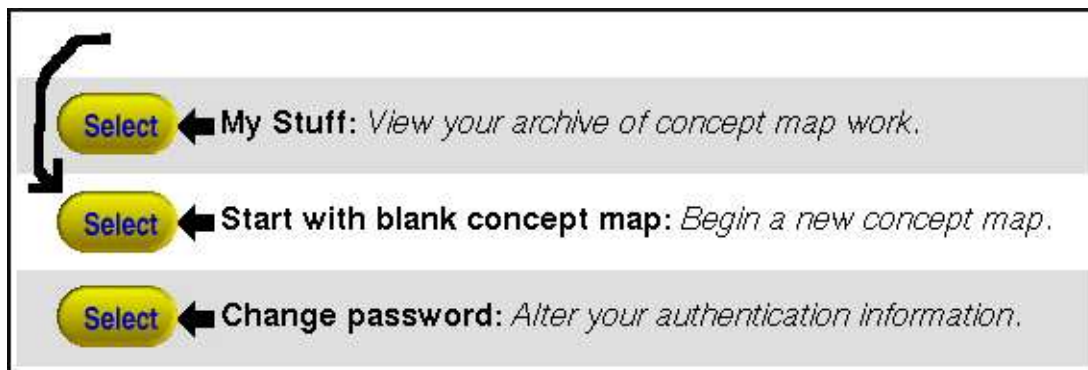 Select My Stuff: View your archive of concept map work.
Select Start with blank concept map: Begin a new concept map.
Select Change password: Alter your authentication information.